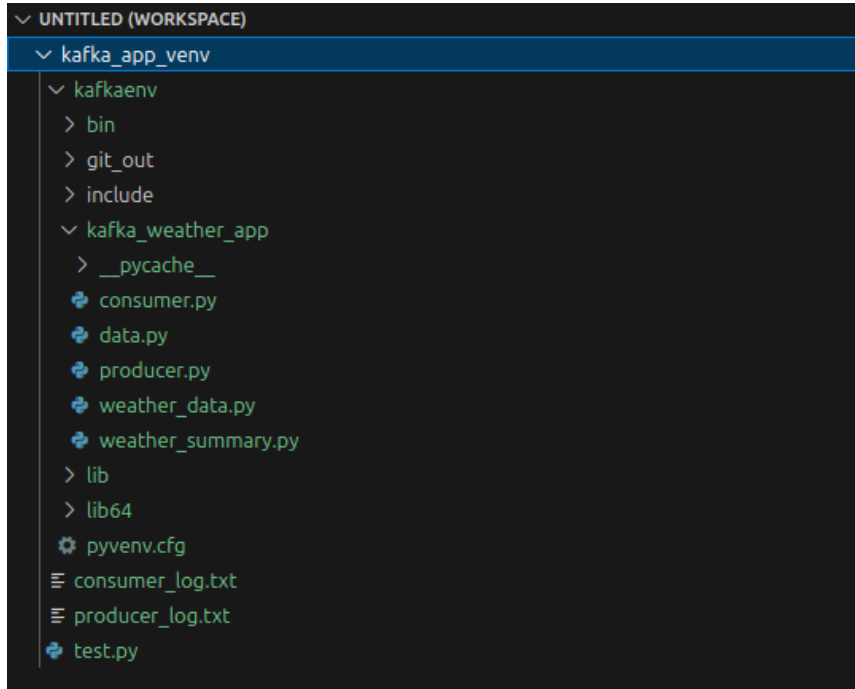 UNTITLED (WORKSPACE)
kafka_app_venv
kafkaenv
bin
git_out
include
kafka_weather_app
__pycache__
consumer.py
data.py
producer.py
weather_data.py
weather_summary.py
lib
lib64
pyvenv.cfg
consumer_log.txt
producer_log.txt
test.py